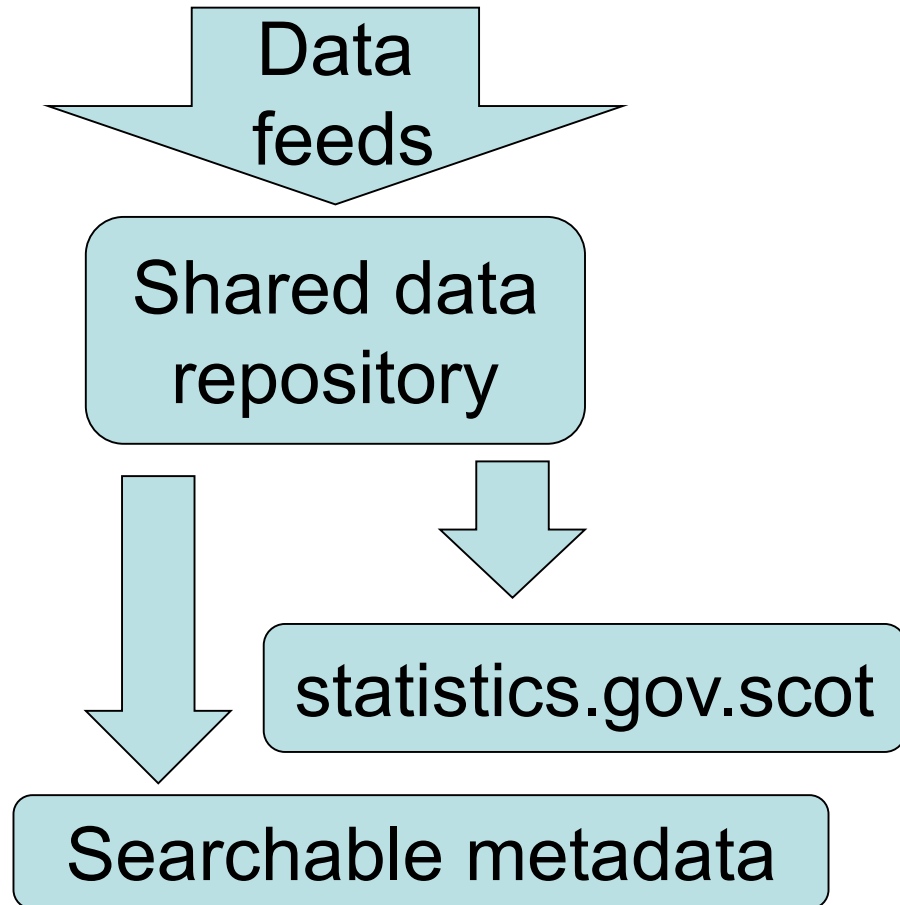 Data
feeds
Shared data
repository
statistics.gov.scot
Searchable metadata